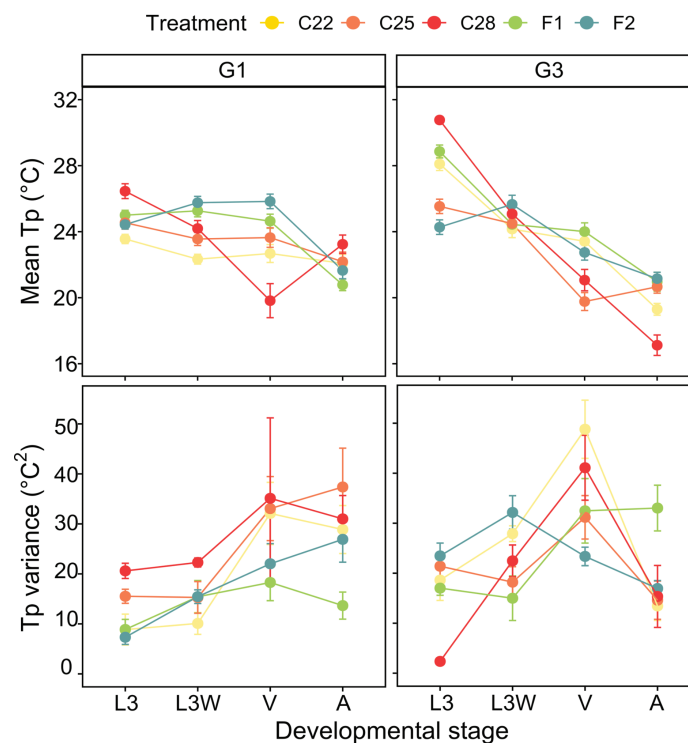 Treatment C22 C25 C28 F1 F2
G1 G3
Mean Tp (°C)
32
28
24
20
16
Tp variance (°C²)
50
40
30
20
10
0
L3 L3W V A L3 L3W V A
Developmental stage